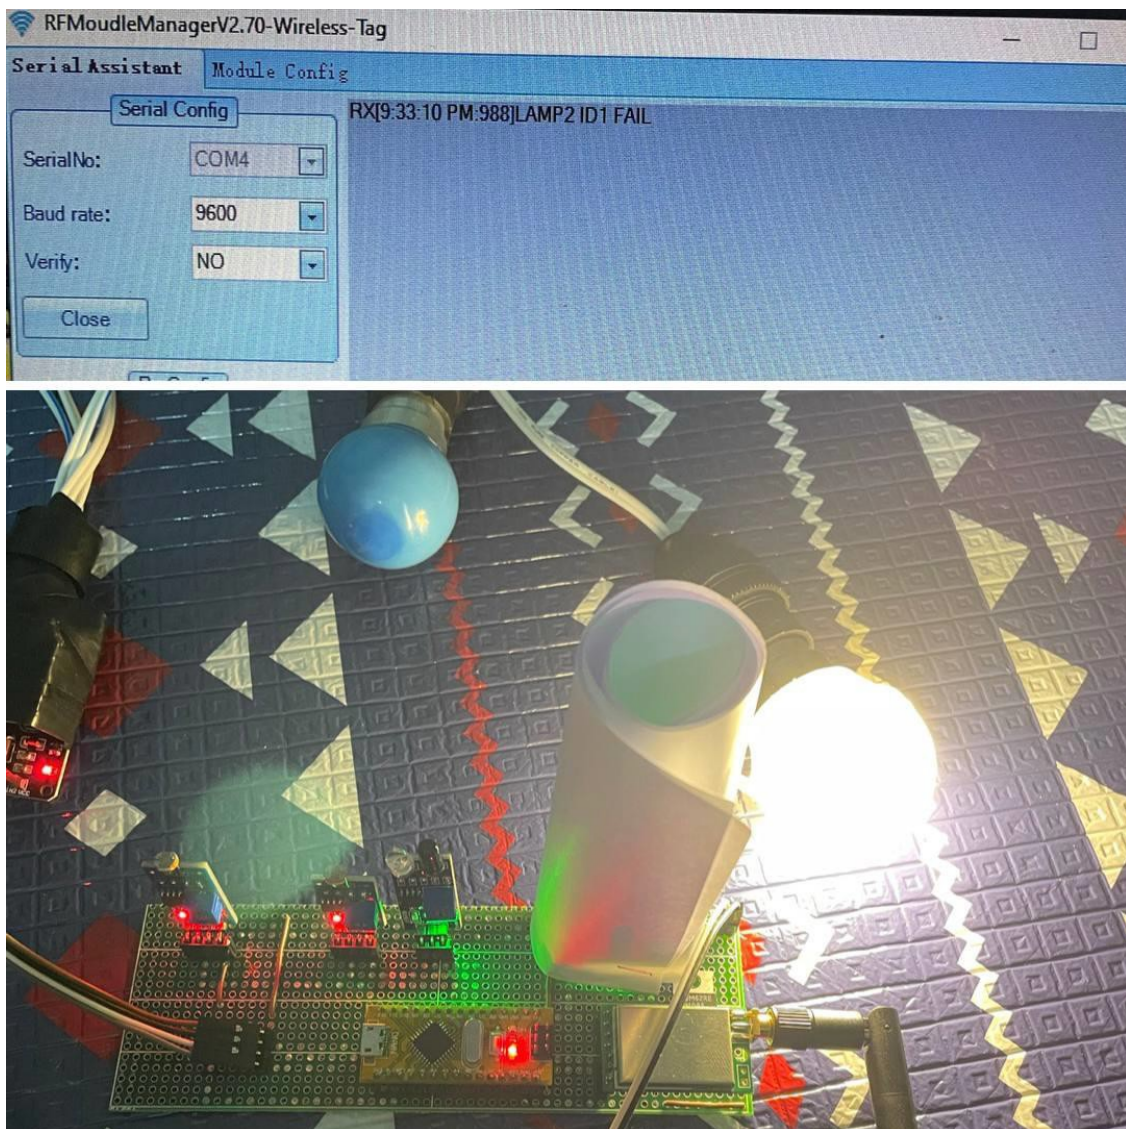 RFMoudleManagerV2.70-Wireless-Tag
Serial Assistant
Module Config
Serial Config
RX[9:33:10 PM:988]LAMP2 ID1 FAIL
SerialNo:
COM4
Baud rate:
9600
Verify:
NO
Close